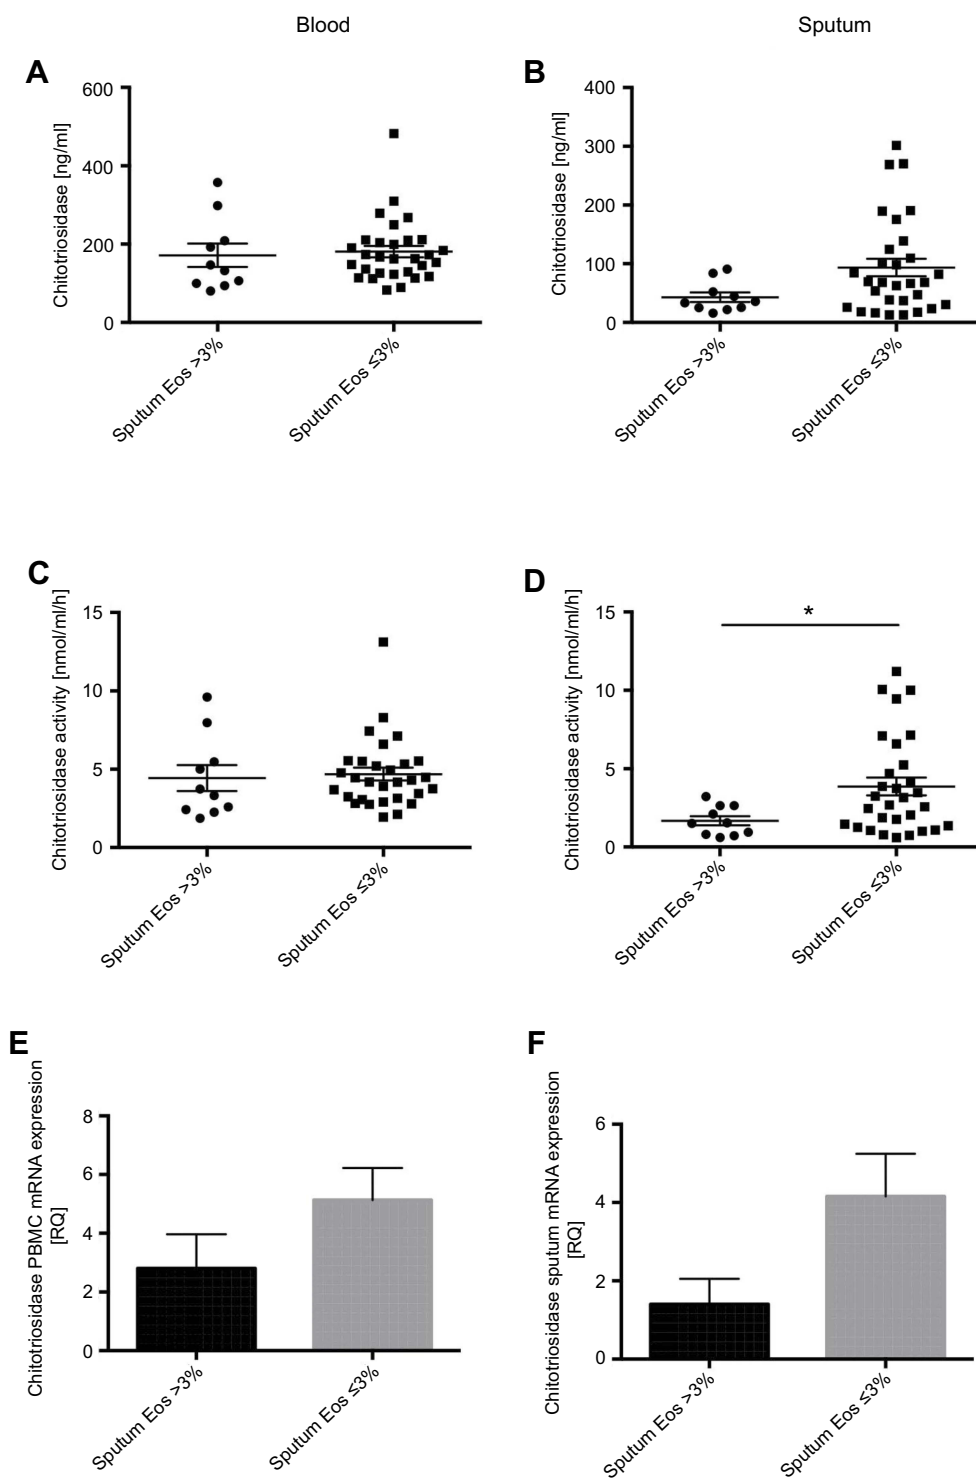 Blood
Sputum
A
Chitotriosidase [ng/ml]
600
400
200
0
Sputum Eos >3%
Sputum Eos ≤3%
B
Chitotriosidase [ng/ml]
400
300
200
100
0
Sputum Eos >3%
Sputum Eos ≤3%
C
Chitotriosidase activity [nmol/ml/h]
15
10
5
0
Sputum Eos >3%
Sputum Eos ≤3%
D
Chitotriosidase activity [nmol/ml/h]
15
10
5
0
*
Sputum Eos >3%
Sputum Eos ≤3%
E
Chitotriosidase PBMC mRNA expression
[RQ]
8
6
4
2
0
Sputum Eos >3%
Sputum Eos ≤3%
F
Chitotriosidase sputum mRNA expression
[RQ]
6
4
2
0
Sputum Eos >3%
Sputum Eos ≤3%